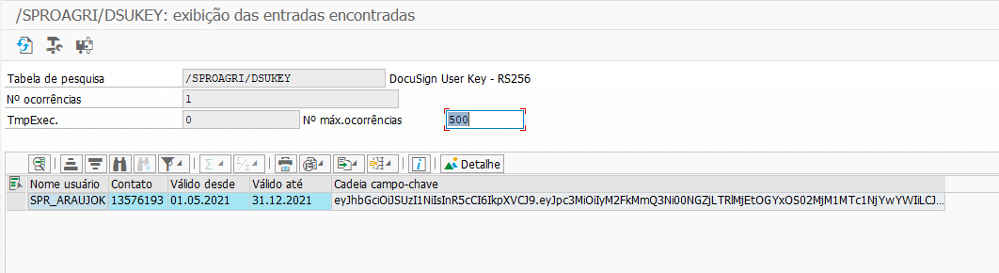 /SPROAGRI/DSUKEY: exibição das entradas encontradas
Tabela de pesquisa /SPROAGRI/DSUKEY DocuSign User Key - RS256
Nº ocorrências 1
TmpExec. 0 Nº máx.ocorrências 500
Detalhe
Nome usuário Contato Válido desde Válido até Cadeia campo-chave
SPR_ARAUJOK 13576193 01.05.2021 31.12.2021